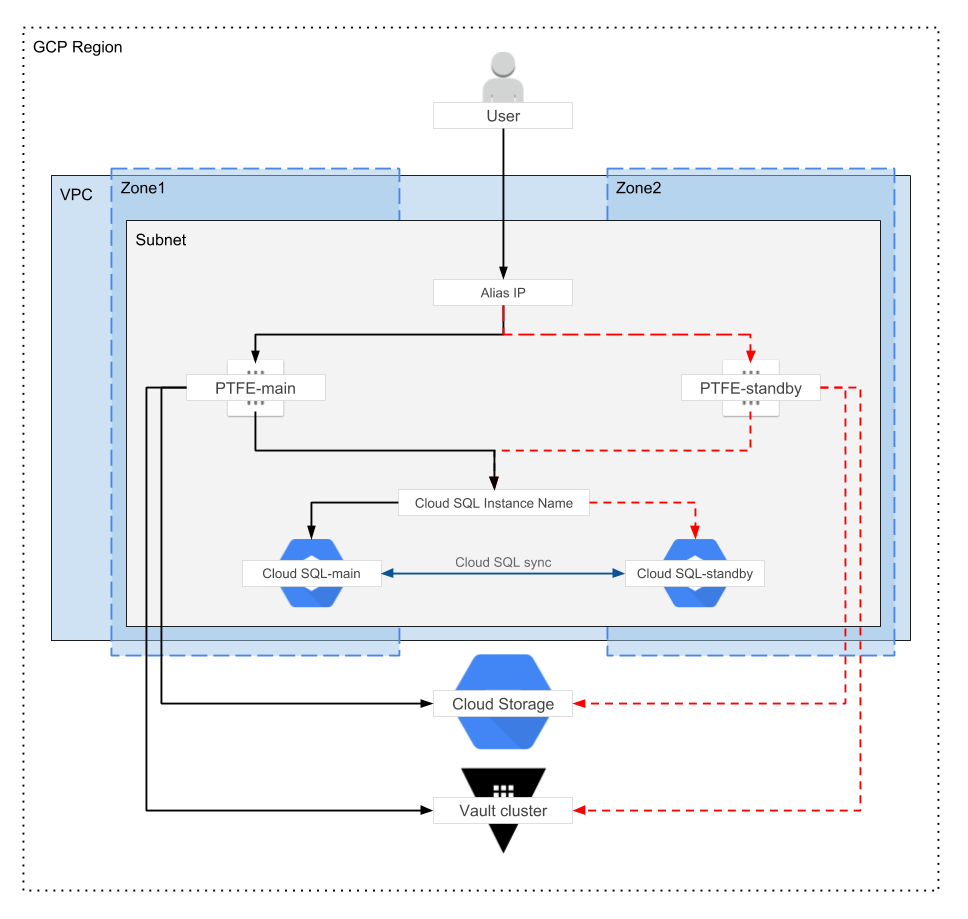 GCP Region
User
VPC
Zone1
Zone2
Subnet
Alias IP
PTFE-main
PTFE-standby
Cloud SQL Instance Name
Cloud SQL sync
Cloud SQL-main
Cloud SQL-standby
Cloud Storage
Vault cluster